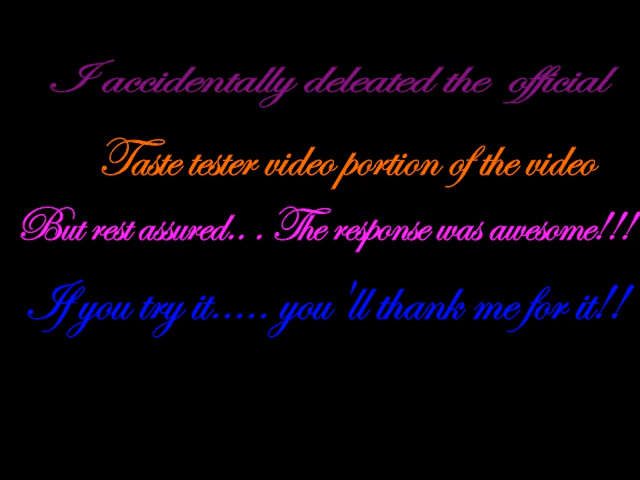 I accidentally deleated the official
Taste tester video portion of the video
But rest assured.. . The response was awesome!!!
If you try it..... you 'll thank me for it!!